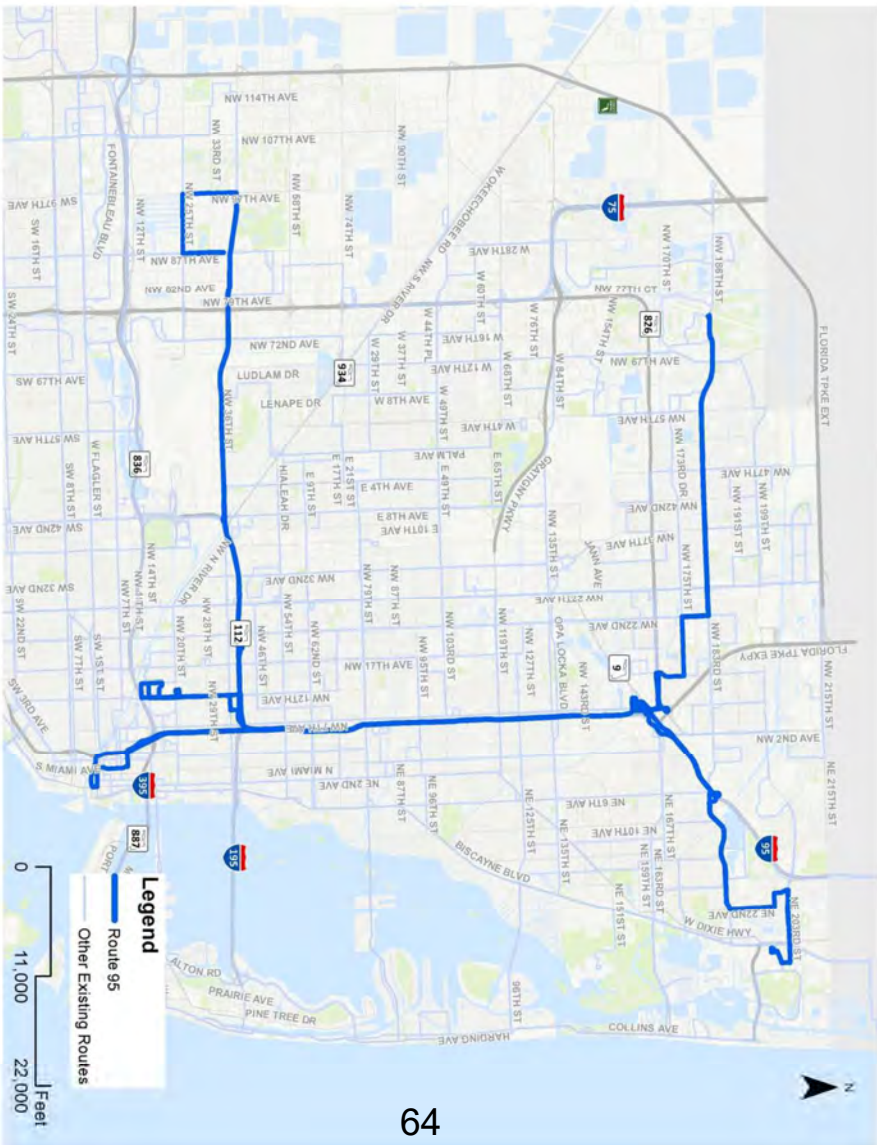 NW 114TH AVE
NW 107TH AVE
NW 33RD ST
NW 90TH ST
FONTAINEBLEAU BLVD
SW 97TH AVE
SW 16TH ST
NW 12TH ST
NW 25TH ST
NW 97TH AVE
NW 58TH ST
NW 74TH ST
W OKEECHOBEE RD
NW S RIVER DR
75
NW 170TH ST
NW 186TH ST
W 28TH AVE
NW 87TH AVE
NW 82ND AVE
W 60TH ST
NW 77TH CT
SW 24TH ST
NW 72ND AVE
W 44TH PL
W 16TH AVE
W 76TH ST
NW 154TH ST
826
FLORIDA TPKE EXT
SW 67TH AVE
LUDLAM DR
934
W 29TH ST
W 37TH ST
W 12TH AVE
W 68TH ST
W 84TH ST
NW 67TH AVE
LENAPE DR
W 8TH AVE
W 49TH ST
NW 36TH ST
W 4TH AVE
NW 57TH AVE
SW 57TH AVE
W FLAGLER ST
836
PALM AVE
GRATIGNY PKWY
NW 173RD DR
NW 47TH AVE
SW 8TH ST
HIALEAH DR
E 9TH ST
E 17TH ST
E 21ST ST
E 4TH AVE
E 49TH ST
E 65TH ST
NW 42ND AVE
NW 191ST ST
NW 199TH ST
SW 42ND AVE
E 8TH AVE
E 10TH AVE
NW 135TH ST
JANN AVE
NW 37TH AVE
NW 175TH ST
NW N RIVER DR
NW 14TH ST
SW 32ND AVE
NW 32ND AVE
NW 27TH AVE
SW 22ND ST
NW 7TH ST
NW 20TH ST
NW 28TH ST
112
NW 46TH ST
NW 54TH ST
NW 62ND ST
NW 79TH ST
NW 87TH ST
NW 103RD ST
NW 119TH ST
NW 127TH ST
OPA LOCKA BLVD
NW 22ND AVE
NW 183RD ST
FLORIDA TPKE EXPY
SW 7TH ST
SW 1ST ST
NW 17TH AVE
NW 95TH ST
NW 143RD ST
9
NW 215TH ST
SW 3RD AVE
NW 29TH ST
NW 12TH AVE
NW 7TH AVE
NW 2ND AVE
S MIAMI AVE
N MIAMI AVE
NE 2ND AVE
NE 215TH ST
395
NE 87TH ST
NE 96TH ST
NE 125TH ST
NE 6TH AVE
NE 167TH ST
NE 10TH AVE
887
195
BISCAYNE BLVD
NE 135TH ST
NE 159TH ST
NE 163RD ST
95
PORT
NE 151ST ST
W DIXIE HWY
NE 22ND AVE
NE 203RD ST
ALTON RD
PRAIRIE AVE
PINE TREE DR
96TH ST
HARDING AVE
COLLINS AVE
N
Legend
Route 95
Other Existing Routes
0 11,000 22,000
Feet
64